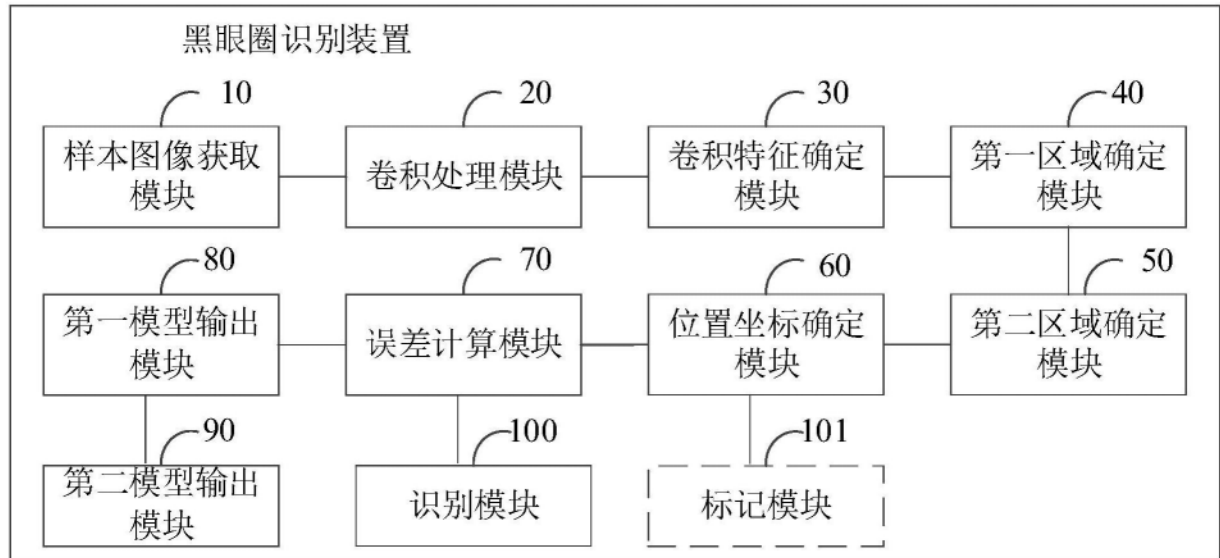 黑眼圈识别装置
10
20
30
40
样本图像获取
模块
卷积处理模块
卷积特征确定
模块
第一区域确定
模块
80
70
60
50
第一模型输出
模块
误差计算模块
位置坐标确定
模块
第二区域确定
模块
90
100
101
第二模型输出
模块
识别模块
标记模块